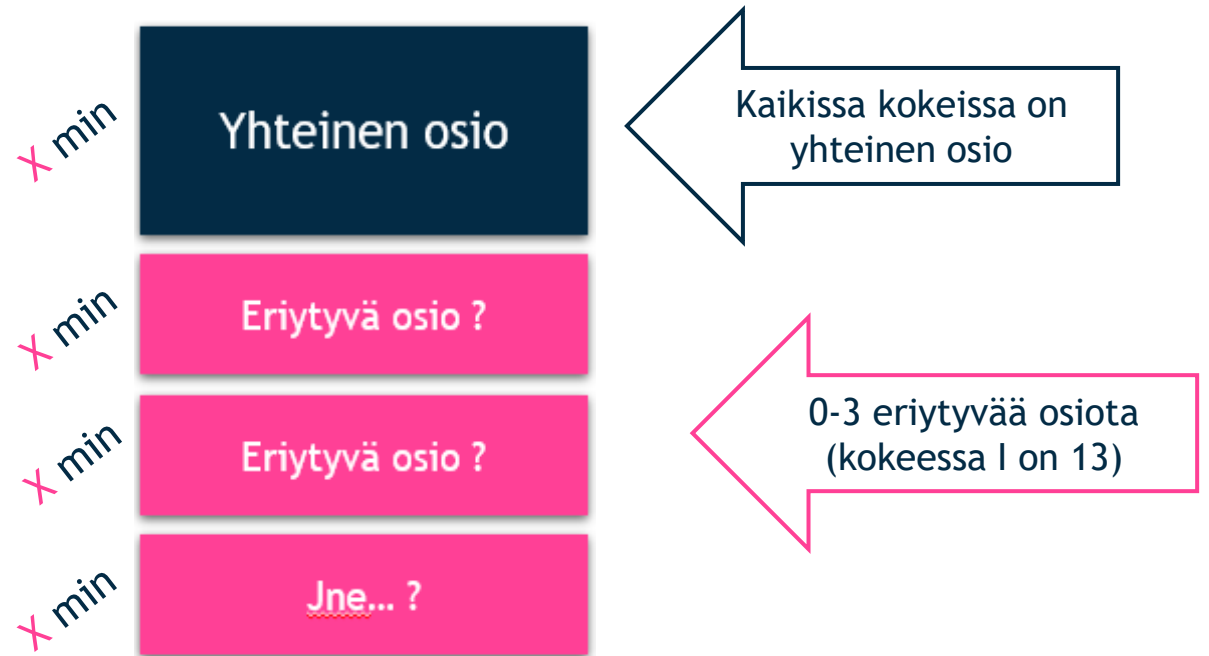 X min
Yhteinen osio
Kaikissa kokeissa on
yhteinen osio
X min
Eriytyvä osio ?
X min
Eriytyvä osio ?
0-3 eriytyvää osiota
(kokeessa I on 13)
X min
Jne... ?